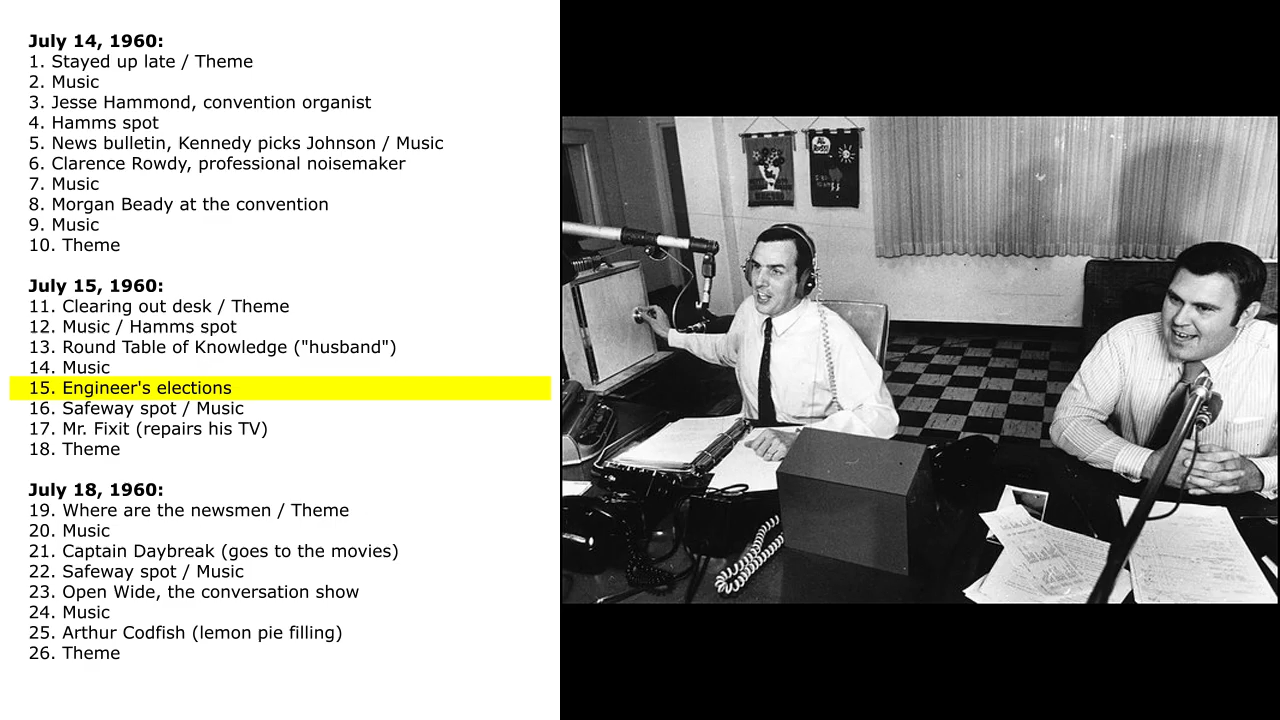 July 14, 1960:
1. Stayed up late / Theme
2. Music
3. Jesse Hammond, convention organist
4. Hamms spot
5. News bulletin, Kennedy picks Johnson / Music
6. Clarence Rowdy, professional noisemaker
7. Music
8. Morgan Beady at the convention
9. Music
10. Theme
July 15, 1960:
11. Clearing out desk / Theme
12. Music / Hamms spot
13. Round Table of Knowledge ("husband")
14. Music
15. Engineer's elections
16. Safeway spot / Music
17. Mr. Fixit (repairs his TV)
18. Theme
July 18, 1960:
19. Where are the newsmen / Theme
20. Music
21. Captain Daybreak (goes to the movies)
22. Safeway spot / Music
23. Open Wide, the conversation show
24. Music
25. Arthur Codfish (lemon pie filling)
26. Theme